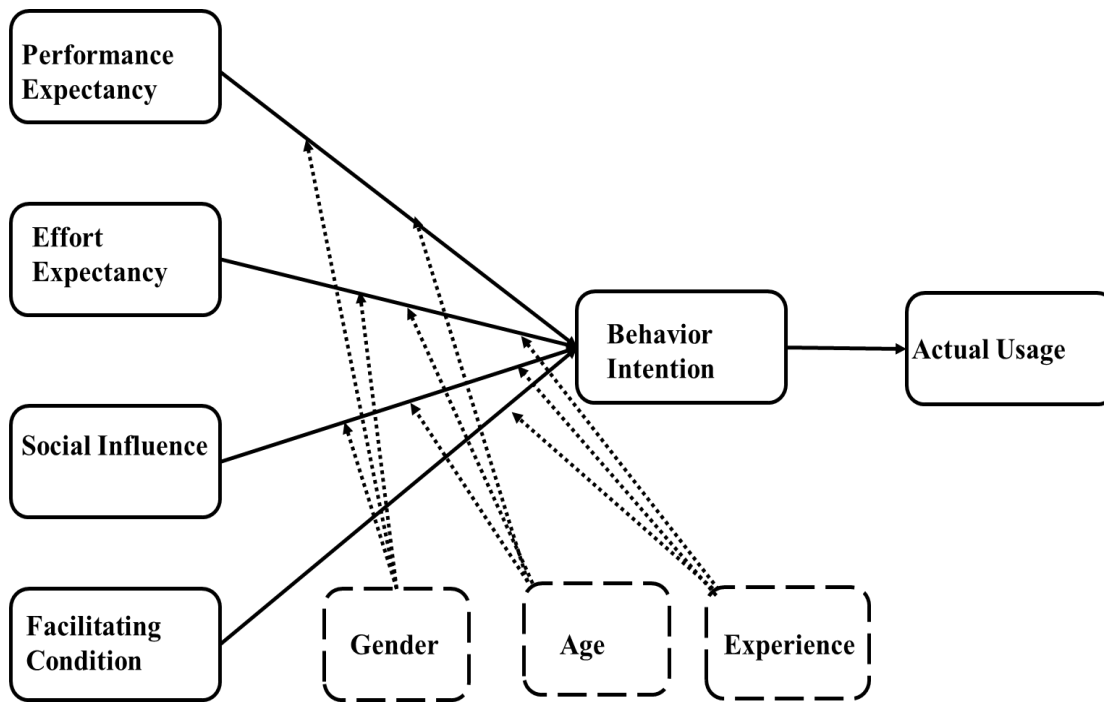 Performance
Expectancy
Effort
Expectancy
Behavior
Intention
Actual Usage
Social Influence
Facilitating
Condition
Gender
Age
Experience